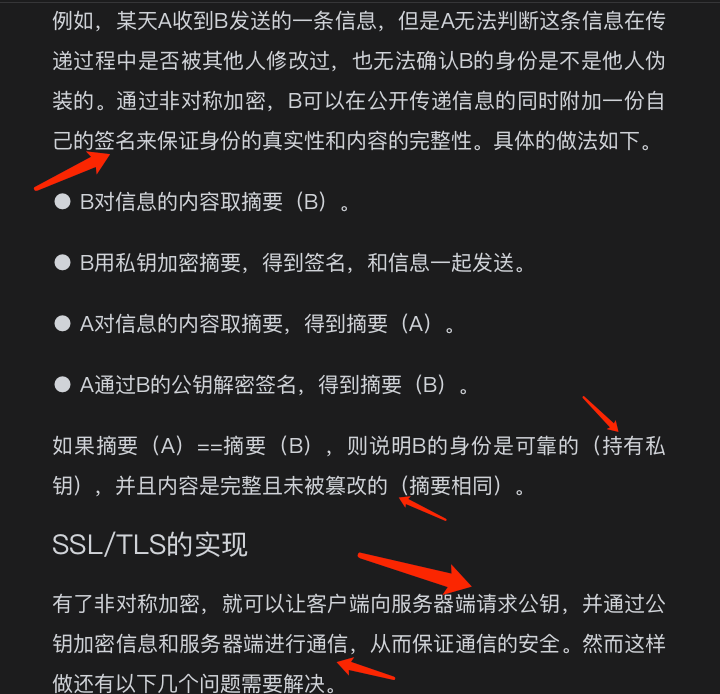 例如，某天A收到B发送的一条信息，但是A无法判断这条信息在传
递过程中是否被其他人修改过，也无法确认B的身份是不是他人伪
装的。通过非对称加密，B可以在公开传递信息的同时附加一份自
己的签名来保证身份的真实性和内容的完整性。具体的做法如下。
● B对信息的内容取摘要（B）。
● B用私钥加密摘要，得到签名，和信息一起发送。
● A对信息的内容取摘要，得到摘要（A）。
● A通过B的公钥解密签名，得到摘要（B）。
如果摘要（A）==摘要（B），则说明B的身份是可靠的（持有私
钥），并且内容是完整且未被篡改的（摘要相同）。
SSL/TLS的实现
有了非对称加密，就可以让客户端向服务器端请求公钥，并通过公
钥加密信息和服务器端进行通信，从而保证通信的安全。然而这样
做还有以下几个问题需要解决。